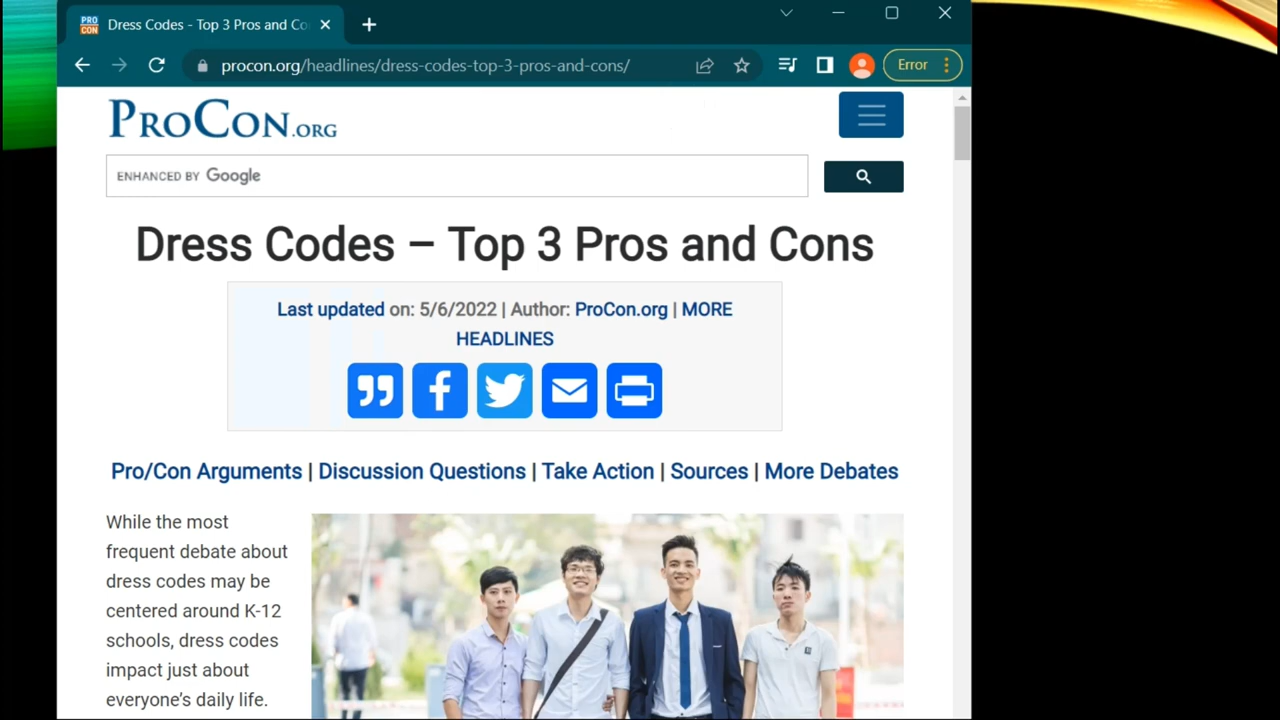 PRO
CON
Dress Codes - Top 3 Pros and Co
procon.org/headlines/dress-codes-top-3-pros-and-cons/
Error
PROCON.ORG
ENHANCED BY Google
Dress Codes – Top 3 Pros and Cons
Last updated on: 5/6/2022 | Author: ProCon.org | MORE
HEADLINES
Pro/Con Arguments | Discussion Questions | Take Action | Sources | More Debates
While the most
frequent debate about
dress codes may be
centered around K-12
schools, dress codes
impact just about
everyone’s daily life.